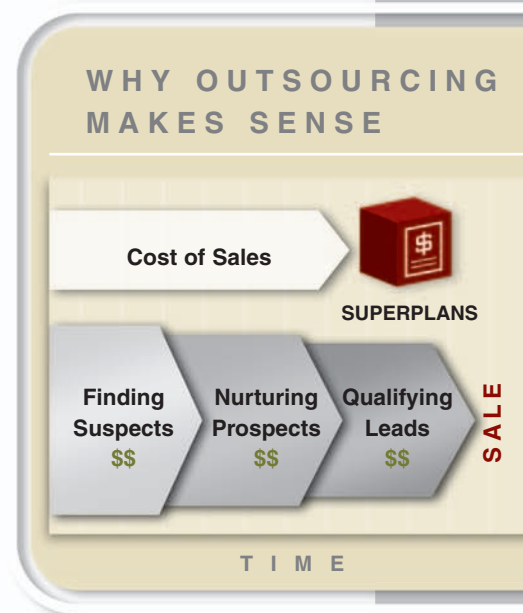 WHY OUTSOURCING
MAKES SENSE
Cost of Sales
$
SUPERPLANS
Finding
Suspects
$$
Nurturing
Prospects
$$
Qualifying
Leads
$$
SALE
TIME